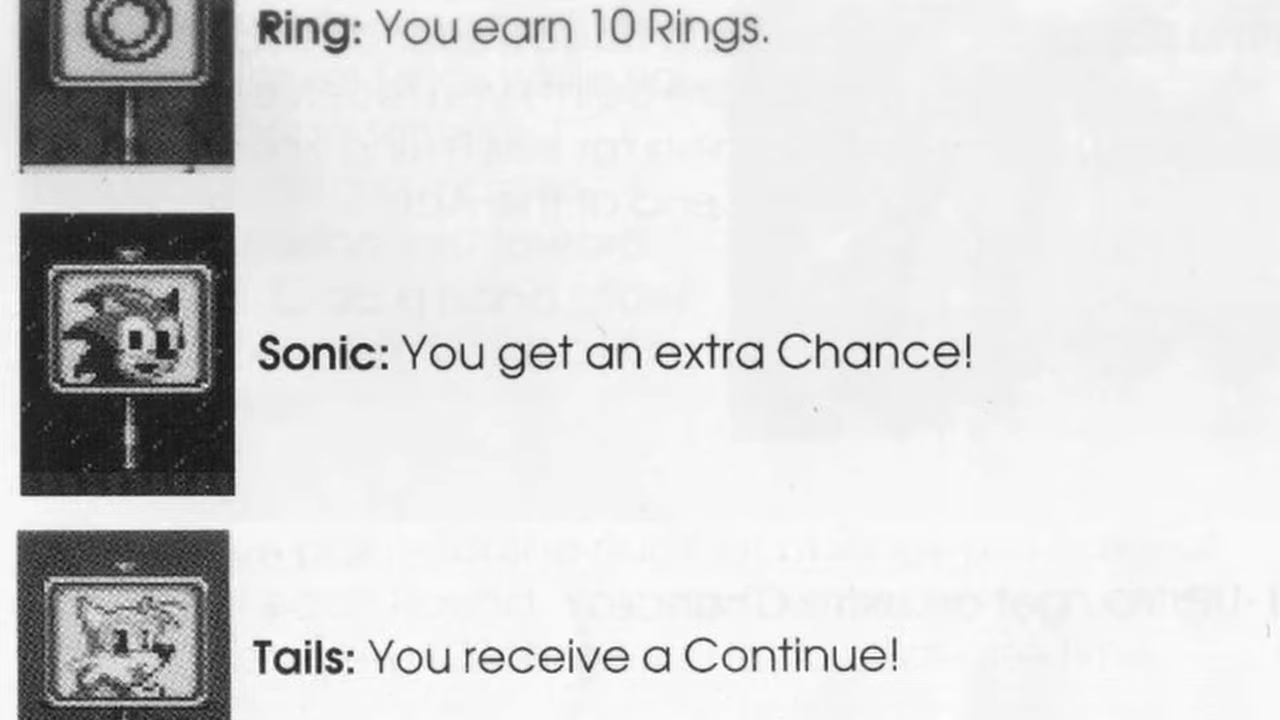 Ring: You earn 10 Rings.
Sonic: You get an extra Chance!
Tails: You receive a Continue!